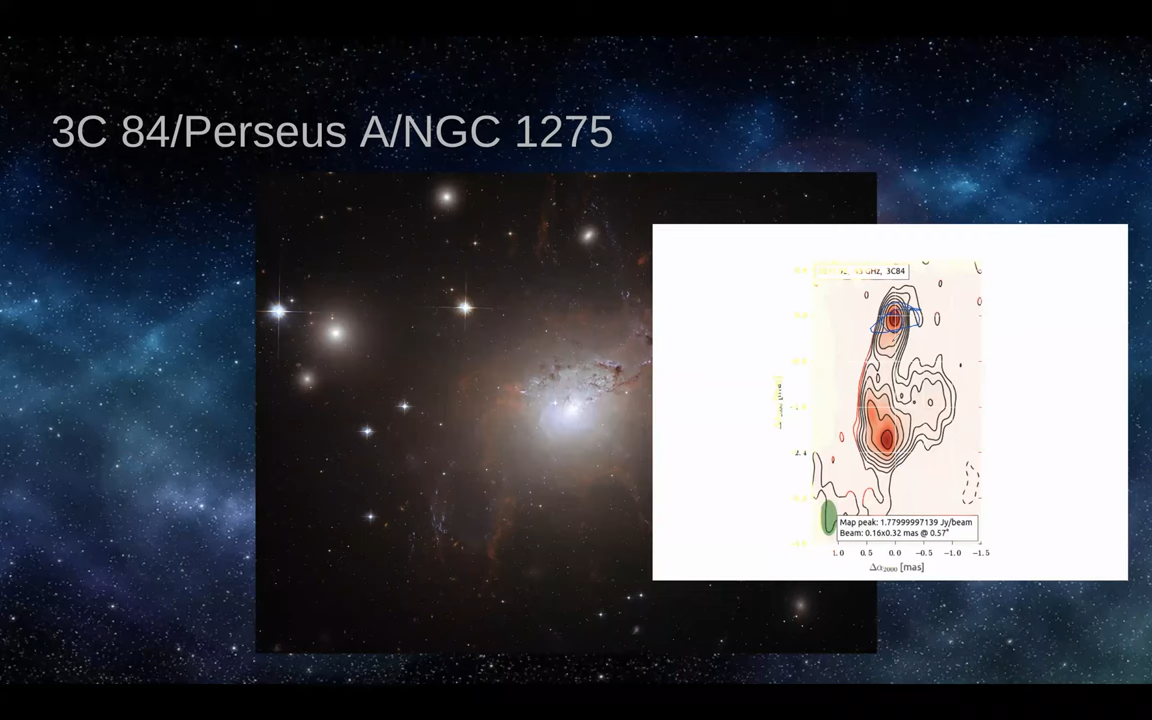 3C 84/Perseus A/NGC 1275
GHz, 3C84
Map peak: 1.77999997139 Jy/beam
Beam: 0.16x0.32 mas @ 0.57°
1.0 0.5 0.0 −0.5 −1.0 −1.5
Δα2000 [mas]